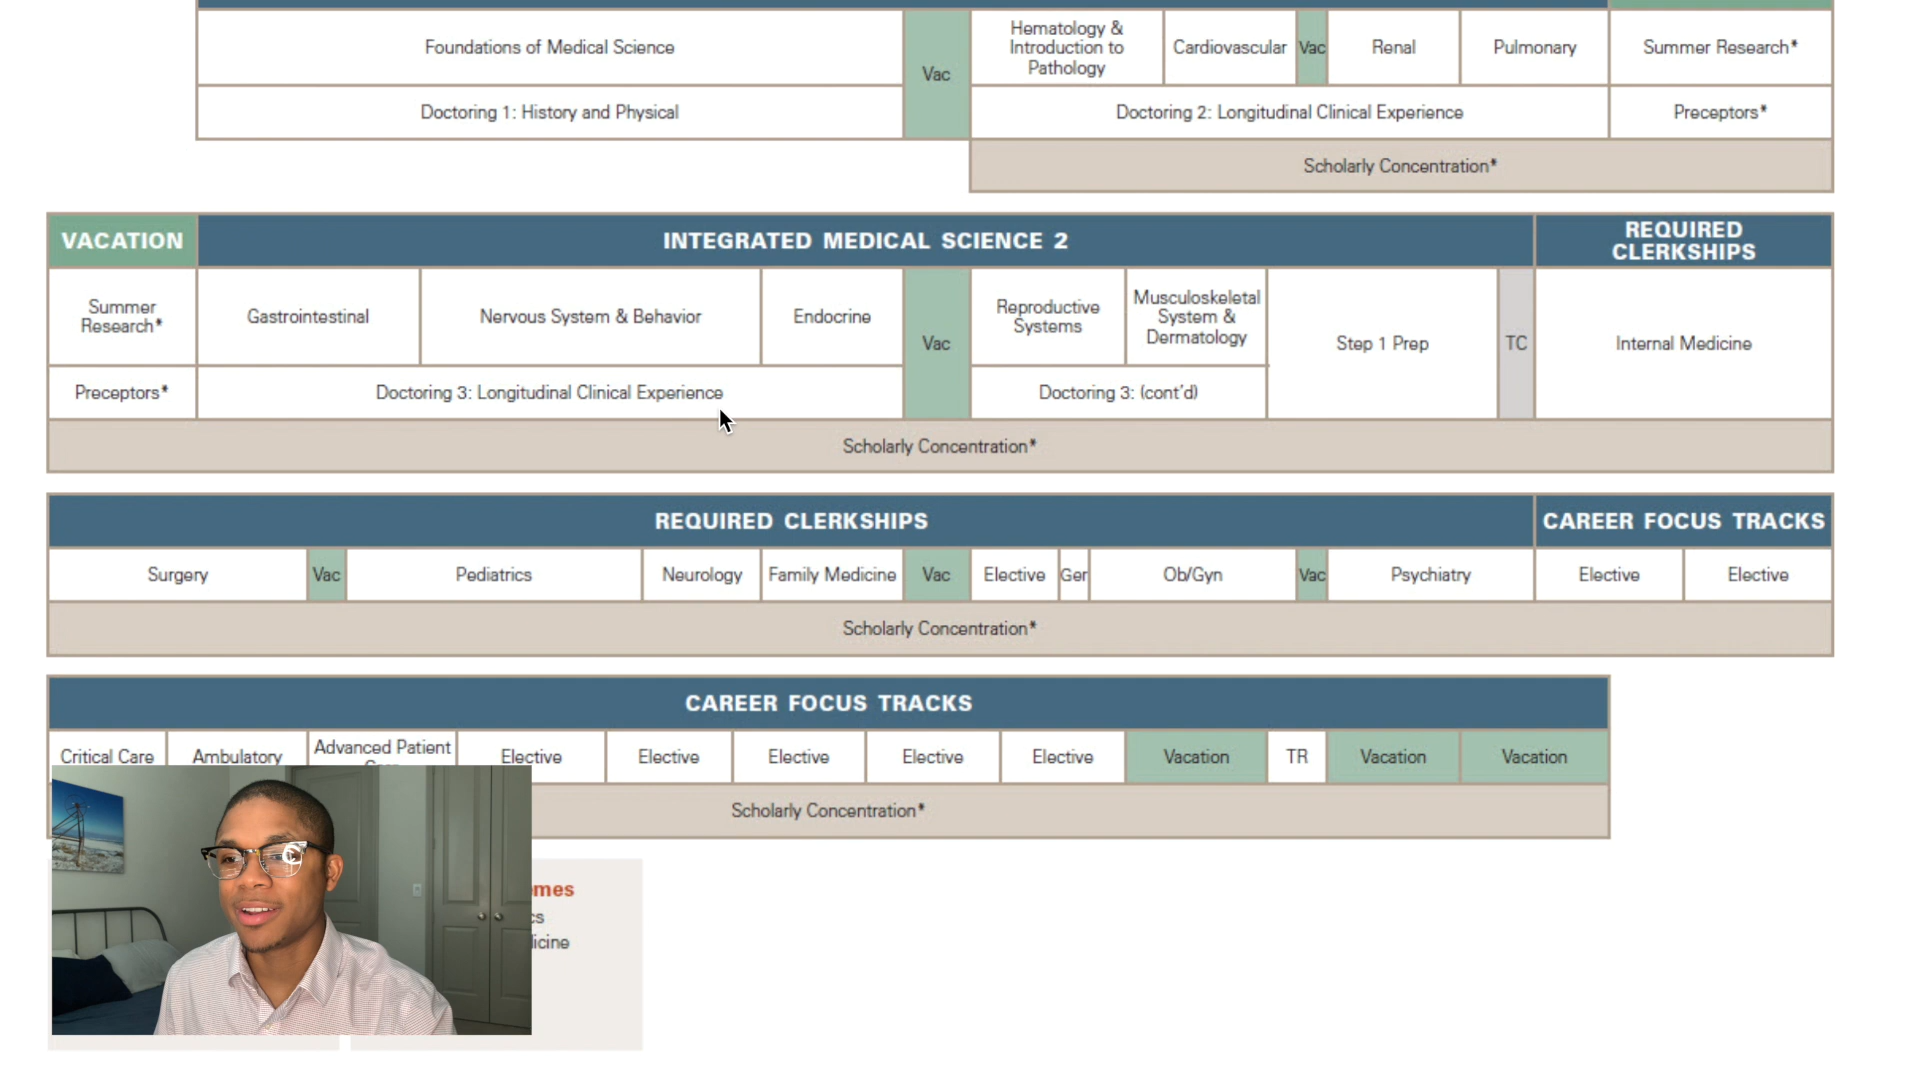 Foundations of Medical Science
Vac
Hematology &
Introduction to
Pathology
Cardiovascular
Vac
Renal
Pulmonary
Summer Research*
Doctoring 1: History and Physical
Doctoring 2: Longitudinal Clinical Experience
Preceptors*
Scholarly Concentration*
VACATION
INTEGRATED MEDICAL SCIENCE 2
REQUIRED
CLERKSHIPS
Summer
Research*
Gastrointestinal
Nervous System & Behavior
Endocrine
Vac
Reproductive
Systems
Musculoskeletal
System &
Dermatology
Step 1 Prep
TC
Internal Medicine
Preceptors*
Doctoring 3: Longitudinal Clinical Experience
Doctoring 3: (cont'd)
Scholarly Concentration*
REQUIRED CLERKSHIPS
CAREER FOCUS TRACKS
Surgery
Vac
Pediatrics
Neurology
Family Medicine
Vac
Elective
Ger
Ob/Gyn
Vac
Psychiatry
Elective
Elective
Scholarly Concentration*
CAREER FOCUS TRACKS
Critical Care
Ambulatory
Advanced Patient
Elective
Elective
Elective
Elective
Elective
Vacation
TR
Vacation
Vacation
Scholarly Concentration*
mes
cs
icine